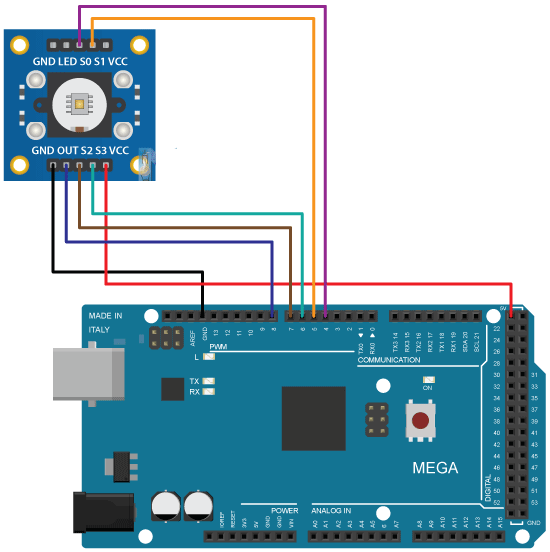 GND LED S0 S1 VCC
GND OUT S2 S3 VCC
MADE IN
ITALY
AREF
GND
13
12
11
10
9
8
7
6
5
4
3
2
TX0 ◀ 1
RX0 ▶ 0
TX3 14
RX3 15
TX2 16
RX2 17
TX1 18
RX1 19
SDA 20
SCL 21
PWM
COMMUNICATION
L
TX
RX
ON
MEGA
5V
22
24
26
28
30
32
34
36
38
40
42
44
46
48
50
52
31
33
35
37
39
41
43
45
47
49
51
53
GND
DIGITAL
POWER
ANALOG IN
IOREF
RESET
3V3
5V
GND
GND
VIN
A0
A1
A2
A3
A4
A5
6
A7
A8
A9
A10
A11
A12
A13
A14
A15